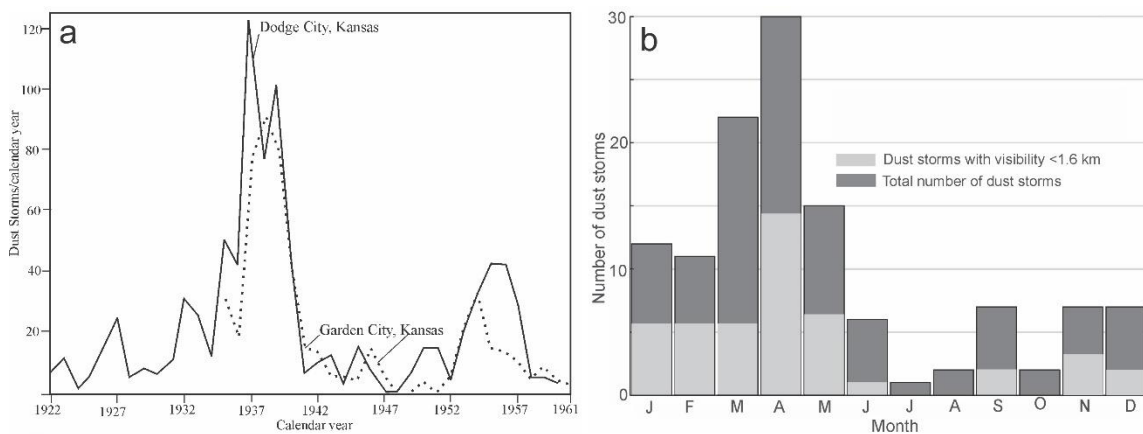 a
Dust Storms/calendar year
120
100
80
60
40
20
Dodge City, Kansas
Garden City, Kansas
1922
1927
1932
1937
1942
1947
1952
1957
1961
Calendar year
b
Number of dust storms
30
20
10
0
Dust storms with visibility <1.6 km
Total number of dust storms
J F M A M J J A S O N D
Month